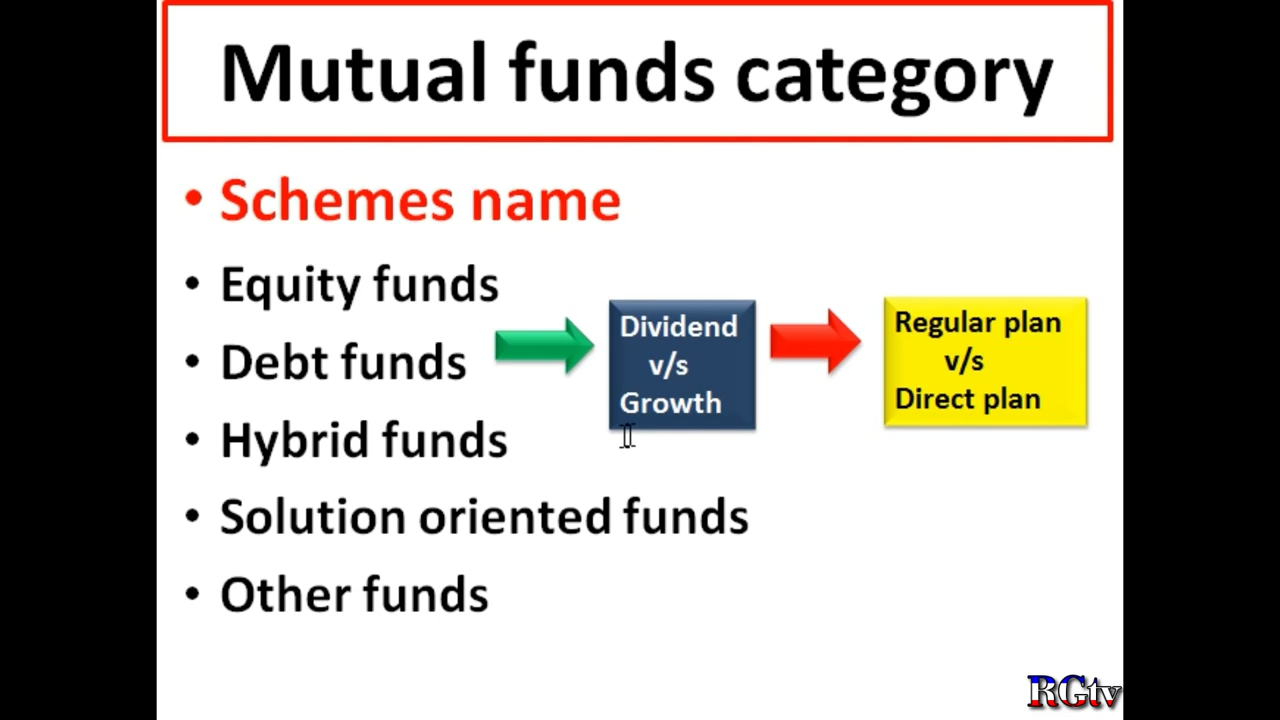 Mutual funds category
• Schemes name
• Equity funds
• Debt funds
• Hybrid funds
• Solution oriented funds
• Other funds
Dividend
v/s
Growth
Regular plan
v/s
Direct plan
RGtv